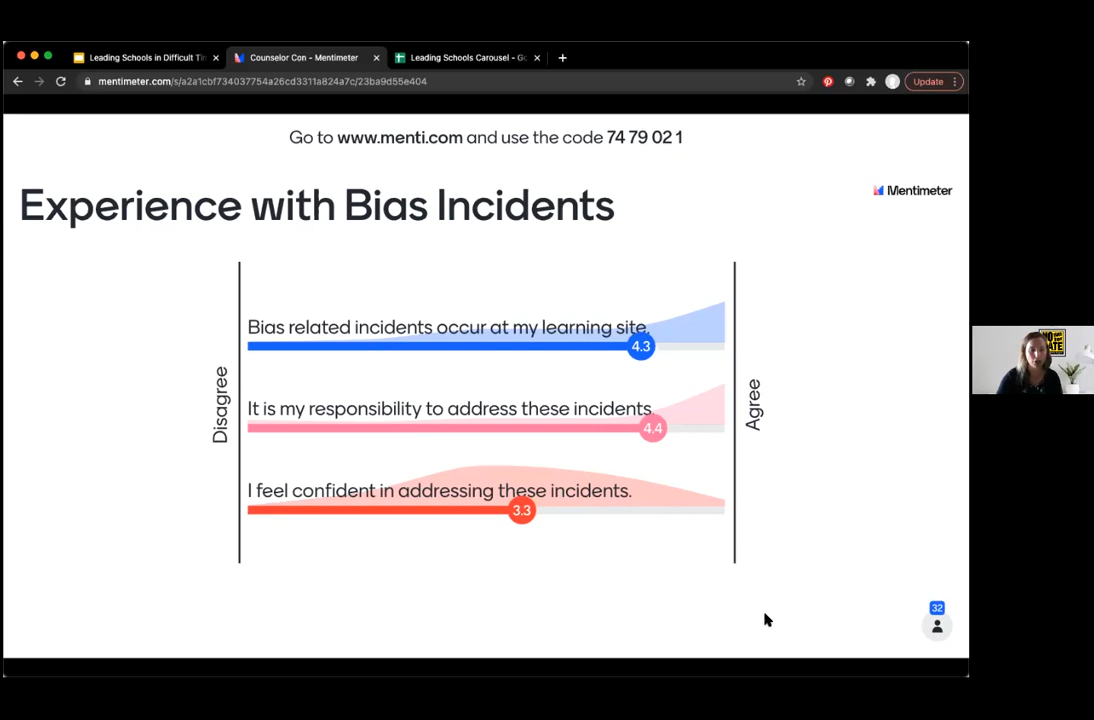 Leading Schools in Difficult Tin
Counselor Con - Mentimeter
Leading Schools Carousel - Go
mentimeter.com/s/a2a1cbf734037754a26cd3311a824a7c/23ba9d55e404
Update
Go to www.menti.com and use the code 74 79 02 1
Experience with Bias Incidents
Mentimeter
Disagree
Bias related incidents occur at my learning site.
4.3
It is my responsibility to address these incidents.
4.4
I feel confident in addressing these incidents.
3.3
Agree
32